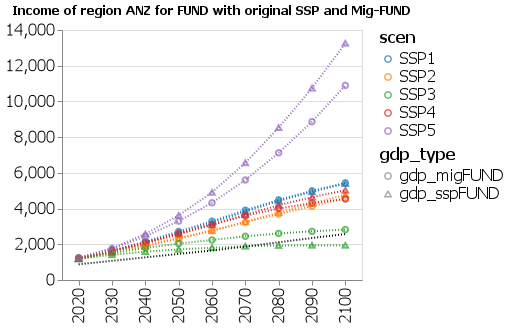 Income of region ANZ for FUND with original SSP and Mig-FUND
14,000
12,000
10,000
8,000
6,000
4,000
2,000
0
2020
2030
2040
2050
2060
2070
2080
2090
2100
scen
SSP1
SSP2
SSP3
SSP4
SSP5
gdp_type
gdp_migFUND
gdp_sspFUND